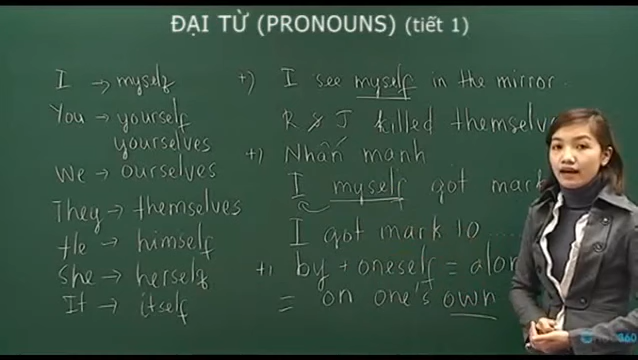 ĐẠI TỪ (PRONOUNS) (tiết 1)
I → myself
You → yourself
yourselves
We → ourselves
They → themselves
He → himself
She → herself
It → itself
+) I see myself in the mirror
R & J killed themselv
+) Nhấn mạnh
I myself got mark
I got mark 10 .....
+) by + oneself = alon
= on one's own